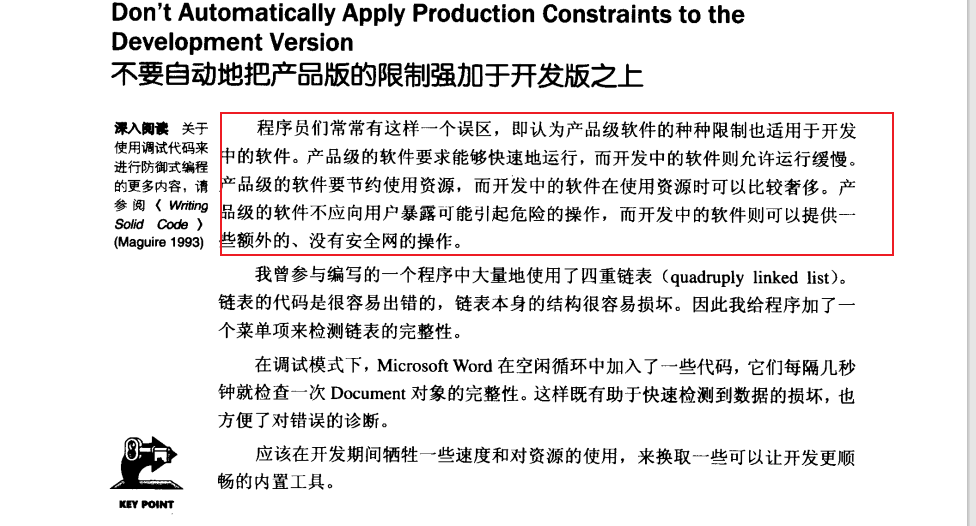 Don't Automatically Apply Production Constraints to the
Development Version
不要自动地把产品版的限制强加于开发版之上
深入阅读 关于
使用调试代码来
进行防御式编程
的更多内容，请
参阅《Writing
Solid Code》
(Maguire 1993)
程序员们常常有这样一个误区，即认为产品级软件的种种限制也适用于开发
中的软件。产品级的软件要求能够快速地运行，而开发中的软件则允许运行缓慢。
产品级的软件要节约使用资源，而开发中的软件在使用资源时可以比较奢侈。产
品级的软件不应向用户暴露可能引起危险的操作，而开发中的软件则可以提供一
些额外的、没有安全网的操作。
我曾参与编写的一个程序中大量地使用了四重链表（quadruply linked list）。
链表的代码是很容易出错的，链表本身的结构很容易损坏。因此我给程序加了一
个菜单项来检测链表的完整性。
在调试模式下，Microsoft Word 在空闲循环中加入了一些代码，它们每隔几秒
钟就检查一次 Document 对象的完整性。这样既有助于快速检测到数据的损坏，也
方便了对错误的诊断。
KEY POINT
应该在开发期间牺牲一些速度和对资源的使用，来换取一些可以让开发更顺
畅的内置工具。